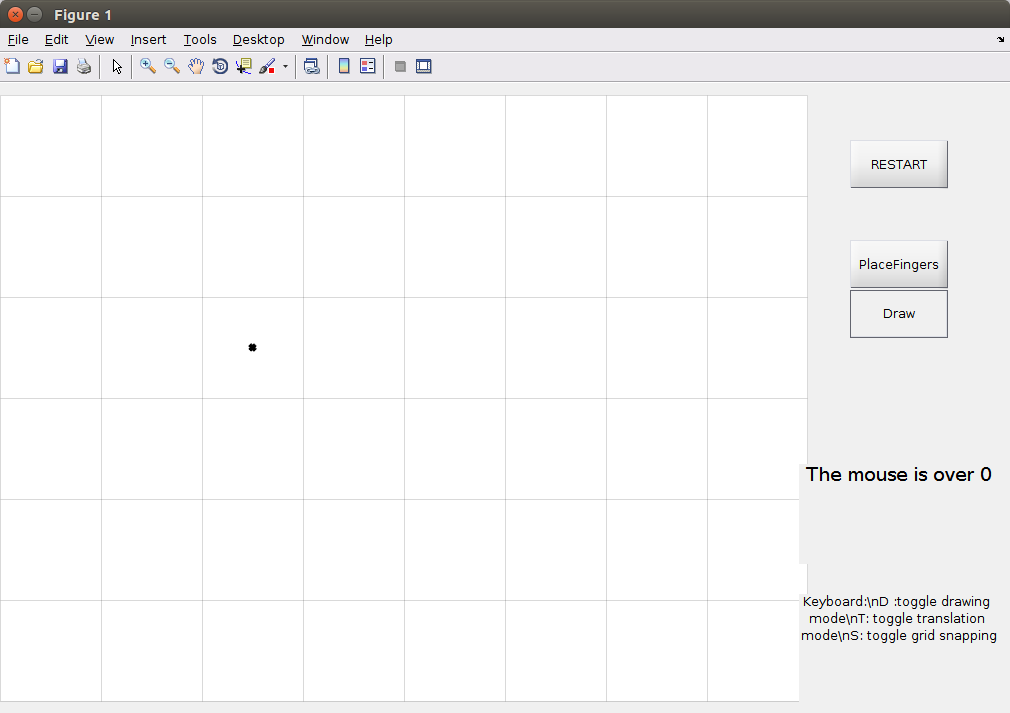 Figure 1
File Edit View Insert Tools Desktop Window Help
RESTART
PlaceFingers
Draw
The mouse is over 0
Keyboard:\nD :toggle drawing
mode\nT: toggle translation
mode\nS: toggle grid snapping